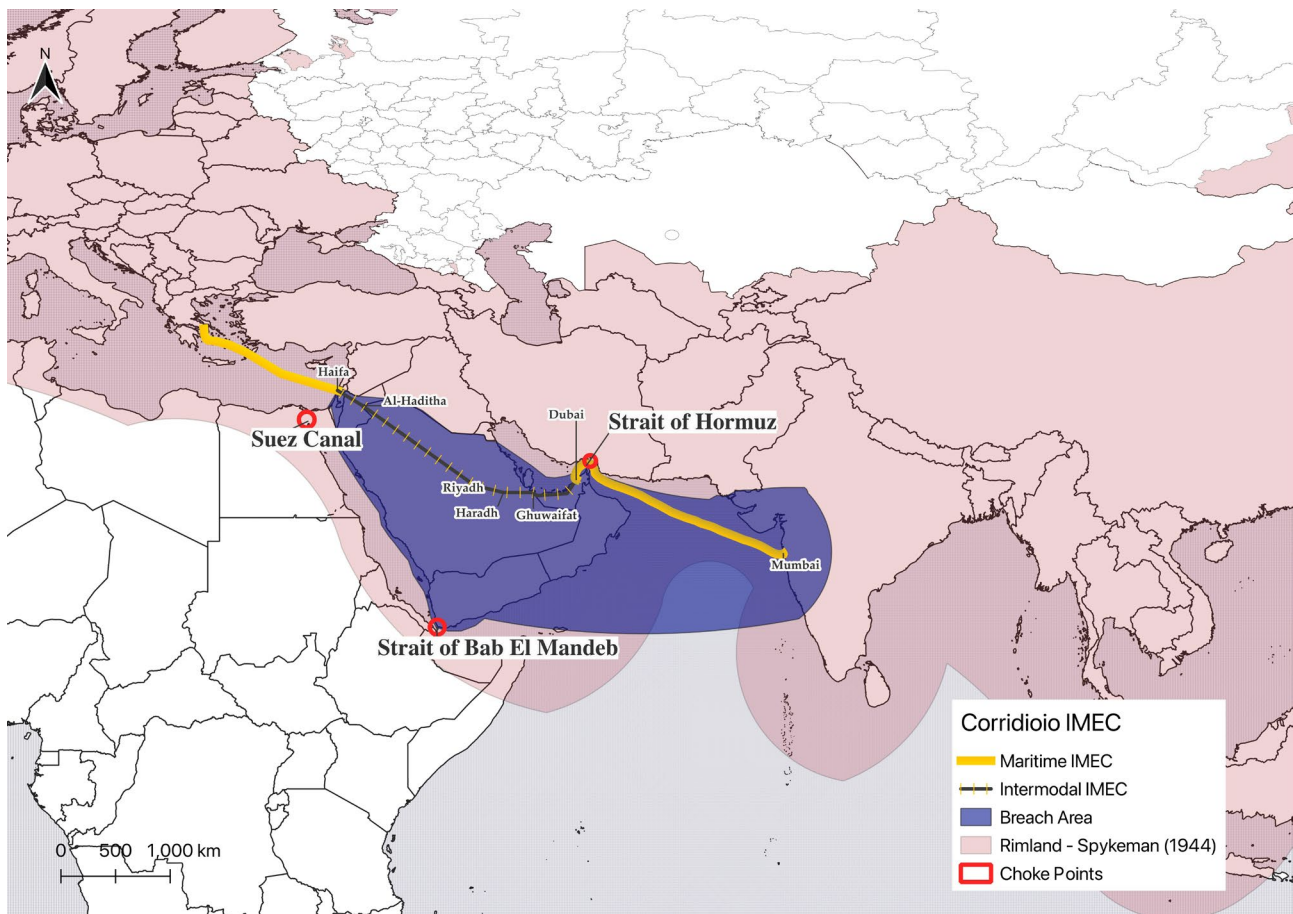 N
Haifa
Al-Haditha
Suez Canal
Dubai
Strait of Hormuz
Riyadh
Haradh
Ghuwaifat
Mumbai
Strait of Bab El Mandeb
Corridioio IMEC
Maritime IMEC
Intermodal IMEC
Breach Area
Rimland - Spykeman (1944)
Choke Points
0 500 1,000 km